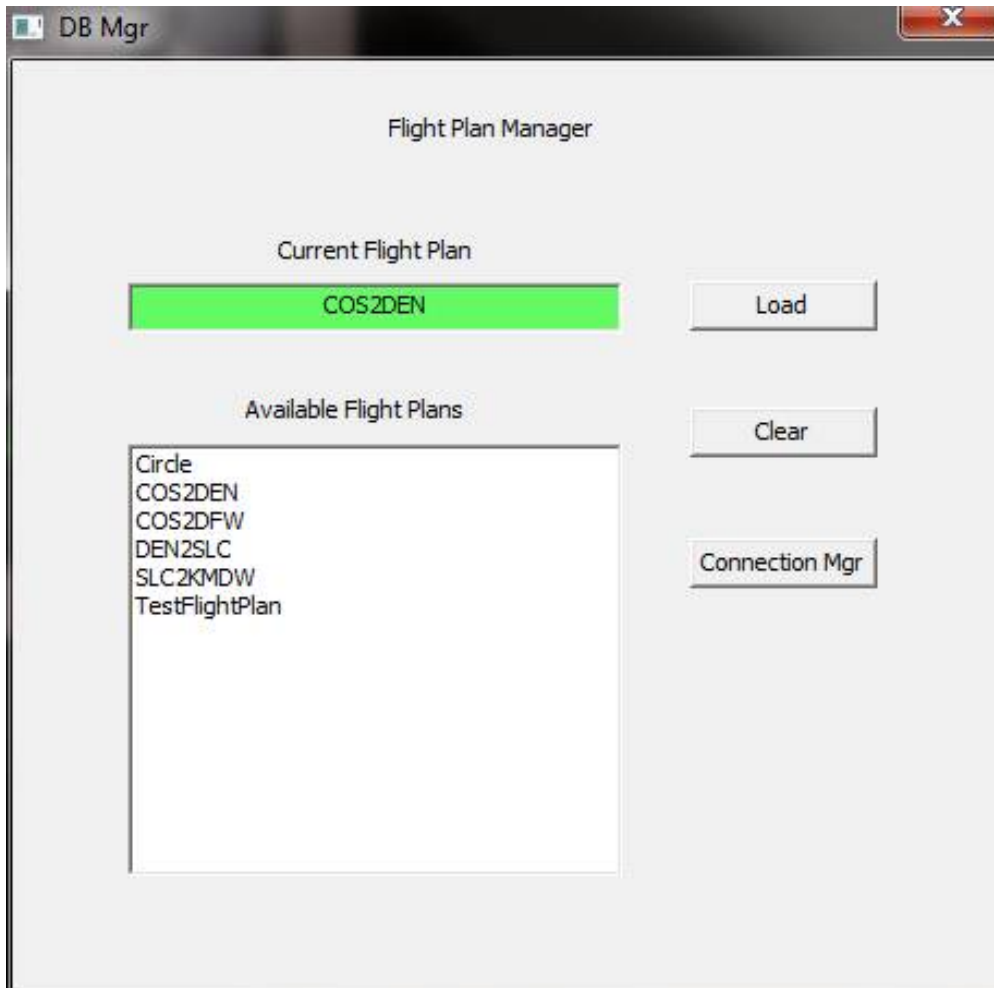 DB Mgr
X
Flight Plan Manager
Current Flight Plan
COS2DEN
Load
Available Flight Plans
Clear
Circle
COS2DEN
COS2DFW
DEN2SLC
SLC2KMDW
TestFlightPlan
Connection Mgr